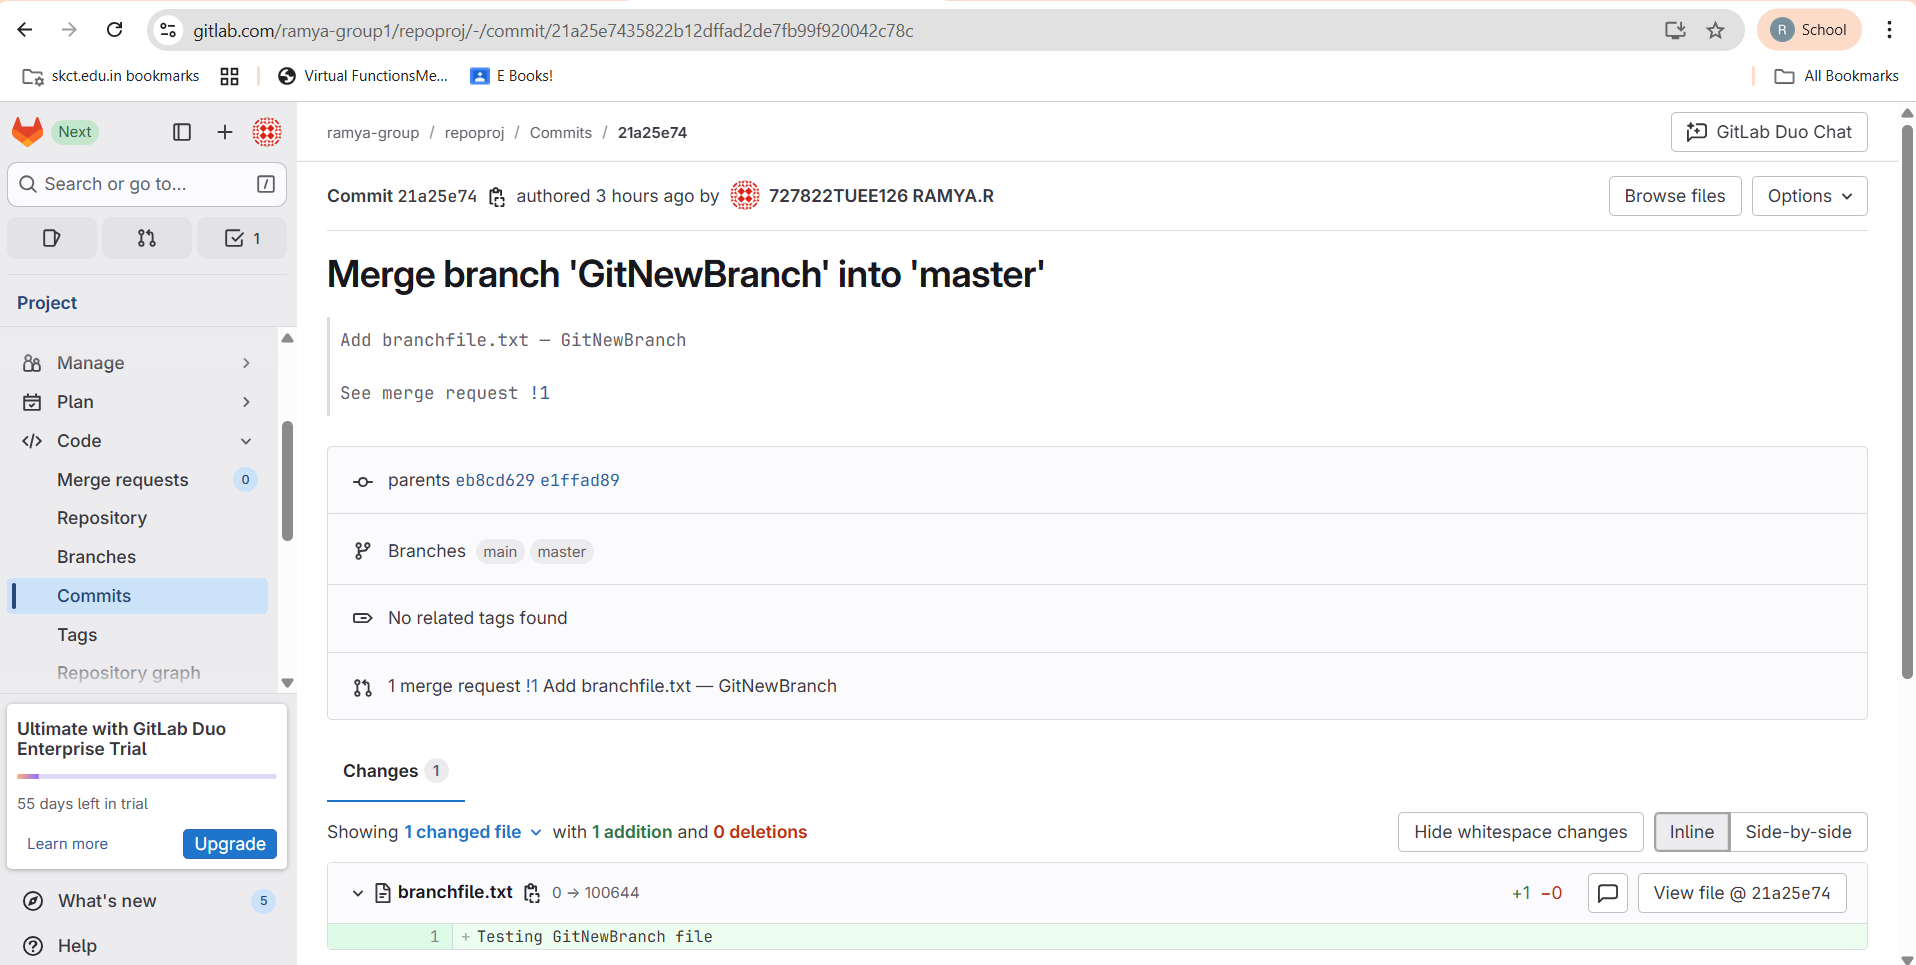 gitlab.com/ramya-group1/repoproj/-/commit/21a25e7435822b12dffad2de7fb99f920042c78c
R School
skct.edu.in bookmarks
Virtual FunctionsMe...
E Books!
All Bookmarks
Next
Search or go to...
/
1
Project
Manage
Plan
Code
Merge requests 0
Repository
Branches
Commits
Tags
Repository graph
Ultimate with GitLab Duo
Enterprise Trial
55 days left in trial
Learn more
Upgrade
What's new 5
Help
ramya-group / repoproj / Commits / 21a25e74
GitLab Duo Chat
Commit 21a25e74 authored 3 hours ago by 727822TUEE126 RAMYA.R
Browse files
Options
Merge branch 'GitNewBranch' into 'master'
Add branchfile.txt — GitNewBranch
See merge request !1
parents eb8cd629 e1ffad89
Branches main master
No related tags found
1 merge request !1 Add branchfile.txt — GitNewBranch
Changes 1
Showing 1 changed file with 1 addition and 0 deletions
Hide whitespace changes
Inline
Side-by-side
branchfile.txt 0 → 100644
+1 −0
View file @ 21a25e74
1 + Testing GitNewBranch file